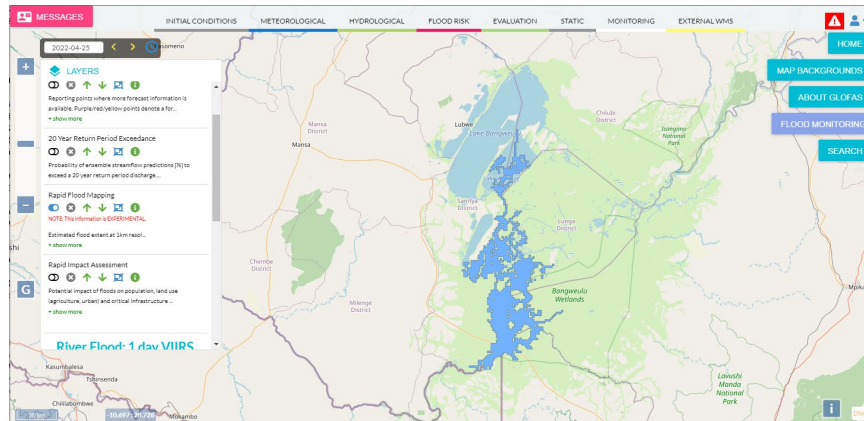 MESSAGES
INITIAL CONDITIONS
METEOROLOGICAL
HYDROLOGICAL
FLOOD RISK
EVALUATION
STATIC
MONITORING
EXTERNAL WMS
HOME
MAP BACKGROUNDS
ABOUT GLOFAS
FLOOD MONITORING
SEARCH
2022-04-25
LAYERS
Reporting points where more forecast information is
available. Purple/red/yellow points denote a for...
+ show more
20 Year Return Period Exceedance
Probability of ensemble streamflow predictions [%] to
exceed a 20 year return period discharge...
Rapid Flood Mapping
NOTE: This information is EXPERIMENTAL.
Estimated flood extent at 1km resol...
+ show more
Rapid Impact Assessment
Potential impact of floods on population, land use
(agriculture, urban) and critical infrastructure ...
+ show more
River Flood: 1 day VIIRS
+
−
G
Mansa
District
Mansa
Lubwe
Lake Bangweulu
Chilubi
District
Isangano
National
Park
Samfya
District
Lunga
District
Chembe
District
Milenge
District
Bangweulu
Wetlands
Lavushi
Manda
National
Park
Mpika
Kasumbalesa
Tshinsenda
Chililabombwe
Mokambo
i